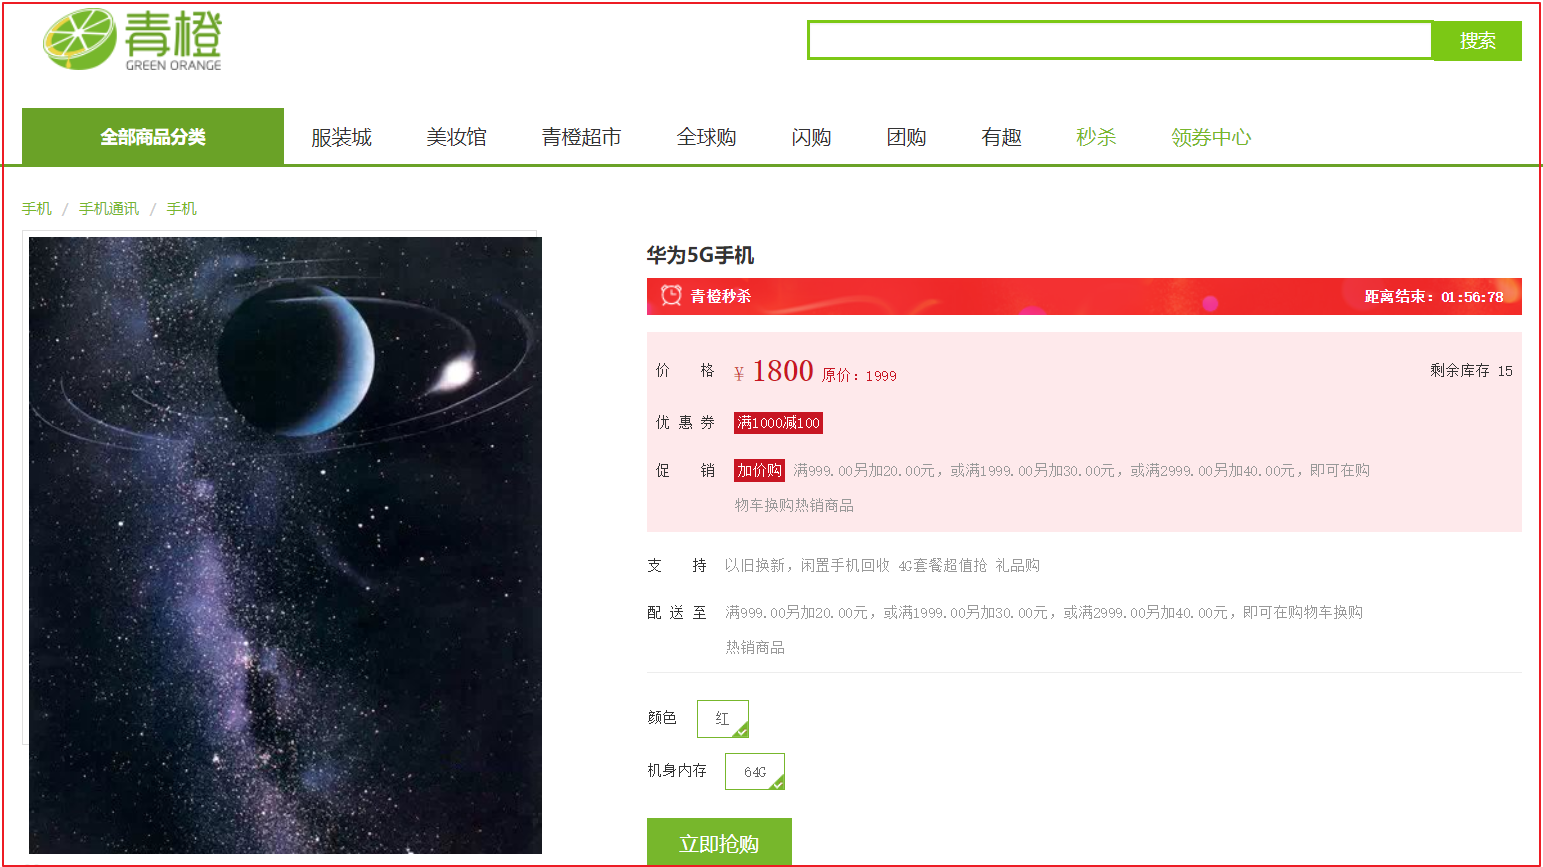 青橙
GREEN ORANGE
搜索
全部商品分类 服装城 美妆馆 青橙超市 全球购 闪购 团购 有趣 秒杀 领券中心
手机 / 手机通讯 / 手机
华为5G手机
青橙秒杀 距离结束：01:56:78
价 格 ¥ 1800 原价：1999 剩余库存 15
优 惠 券 满1000减100
促 销 加价购 满999.00另加20.00元，或满1999.00另加30.00元，或满2999.00另加40.00元，即可在购
物车换购热销商品
支 持 以旧换新，闲置手机回收 4G套餐超值抢 礼品购
配 送 至 满999.00另加20.00元，或满1999.00另加30.00元，或满2999.00另加40.00元，即可在购物车换购
热销商品
颜色 红
机身内存 64G
立即抢购